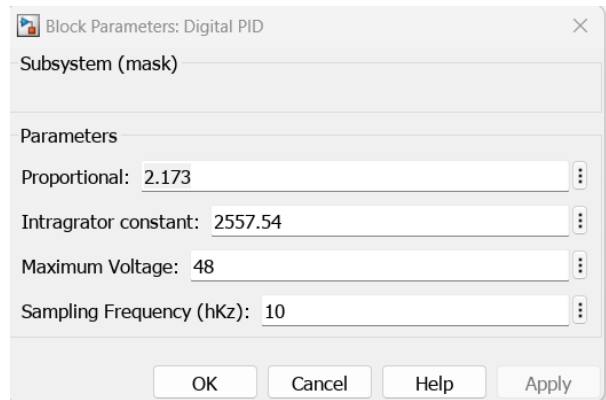 Block Parameters: Digital PID
Subsystem (mask)
Parameters
Proportional: 2.173
Intragrator constant: 2557.54
Maximum Voltage: 48
Sampling Frequency (hKz): 10
OK Cancel Help Apply